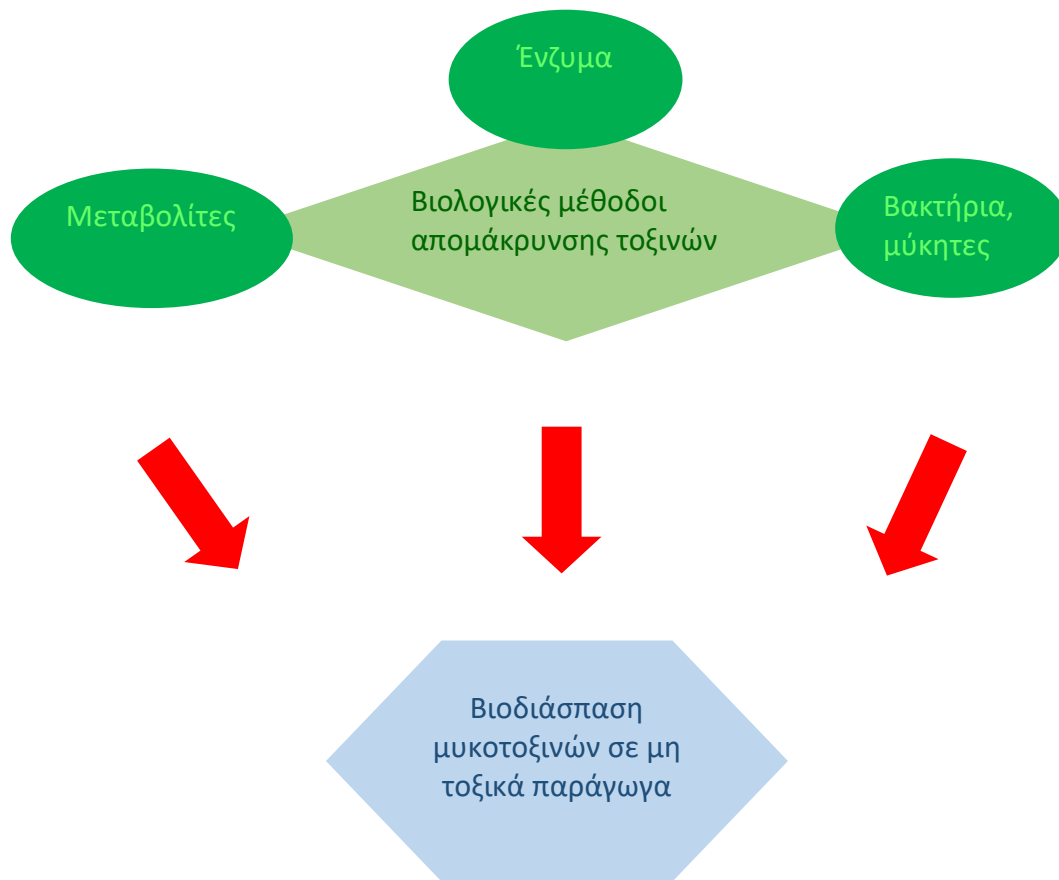 Ένζυμα
Μεταβολίτες
Βιολογικές μέθοδοι
απομάκρυνσης τοξινών
Βακτήρια,
μύκητες
Βιοδιάσπαση
μυκοτοξινών σε μη
τοξικά παράγωγα